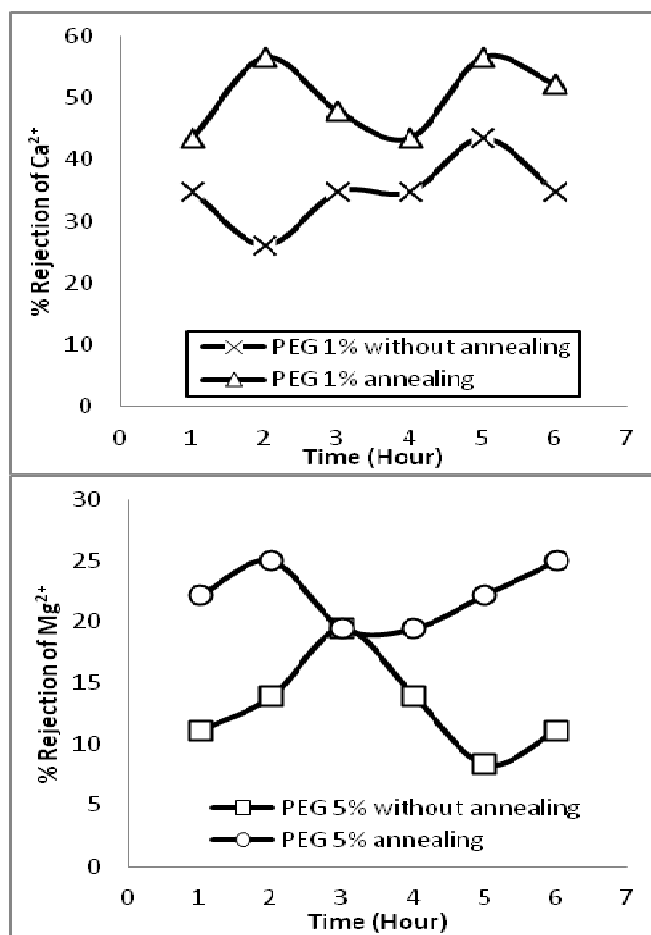 60
50
40
30
20
10
0
% Rejection of Ca²⁺
PEG 1% without annealing
PEG 1% annealing
0 1 2 3 4 5 6 7
Time (Hour)
30
25
20
15
10
5
0
% Rejection of Mg²⁺
PEG 5% without annealing
PEG 5% annealing
0 1 2 3 4 5 6 7
Time (Hour)